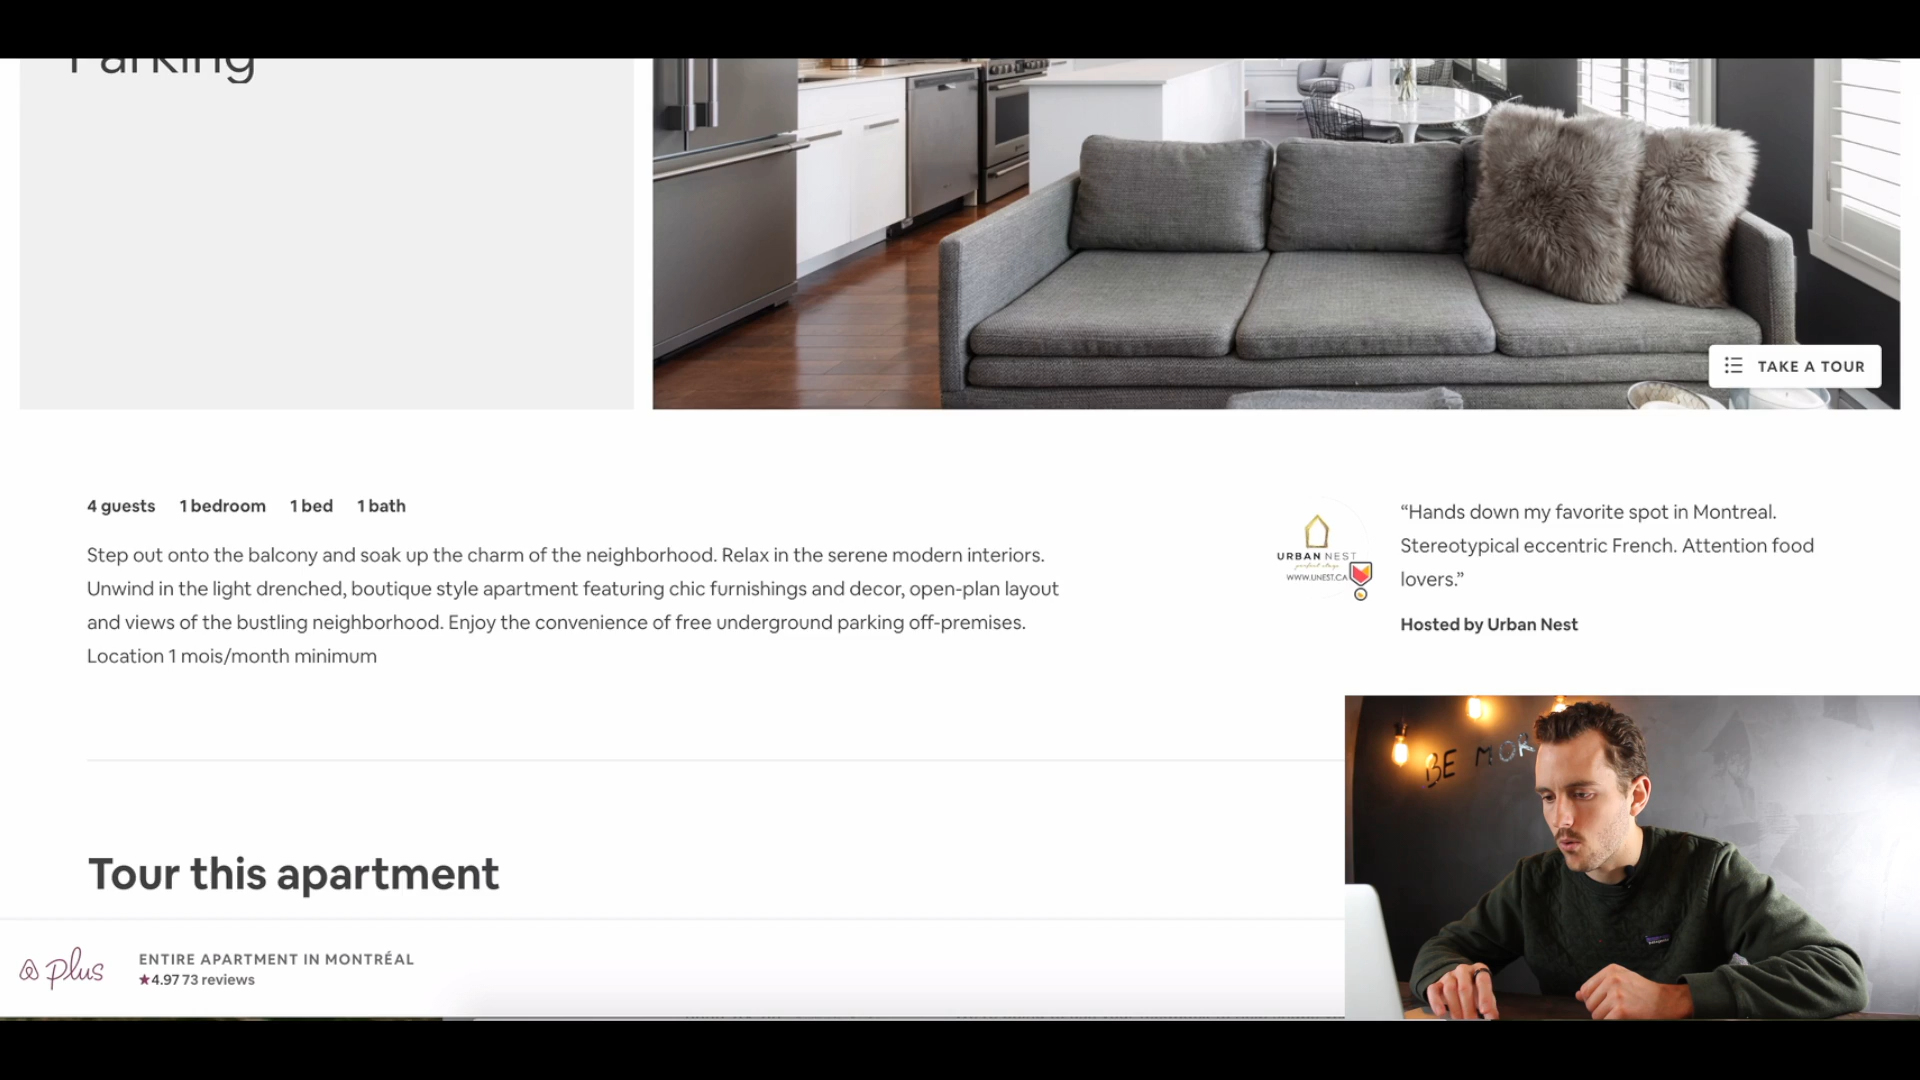 Parking
TAKE A TOUR
4 guests 1 bedroom 1 bed 1 bath
Step out onto the balcony and soak up the charm of the neighborhood. Relax in the serene modern interiors.
Unwind in the light drenched, boutique style apartment featuring chic furnishings and decor, open-plan layout
and views of the bustling neighborhood. Enjoy the convenience of free underground parking off-premises.
Location 1 mois/month minimum
URBAN NEST
WWW.UNEST.CA
“Hands down my favorite spot in Montreal.
Stereotypical eccentric French. Attention food
lovers.”
Hosted by Urban Nest
BE MOR
Tour this apartment
plus
ENTIRE APARTMENT IN MONTRÉAL
★4.97 73 reviews